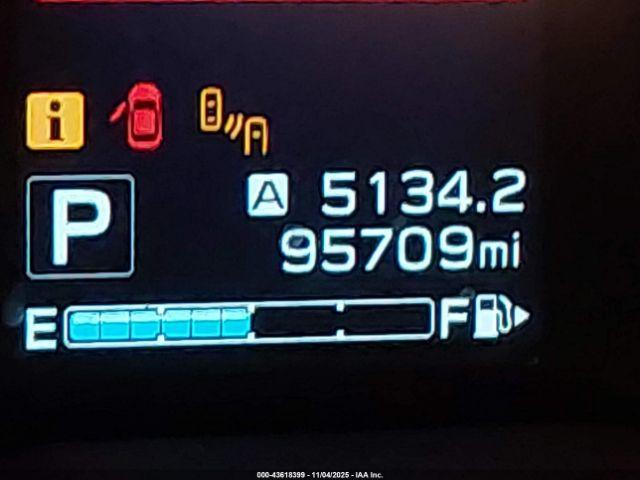 i
P
A 5134.2
95709mi
E F
000-43618399 - 11/04/2025 - IAA Inc.